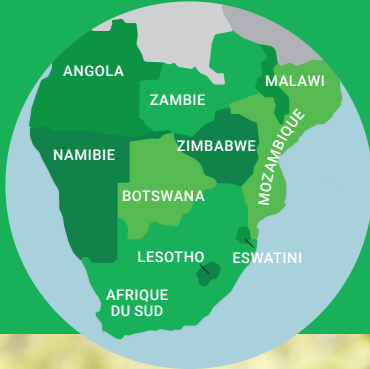 ANGOLA
MALAWI
ZAMBIE
ZIMBABWE
NAMIBIE
MOZAMBIQUE
BOTSWANA
LESOTHO
ESWATINI
AFRIQUE
DU SUD